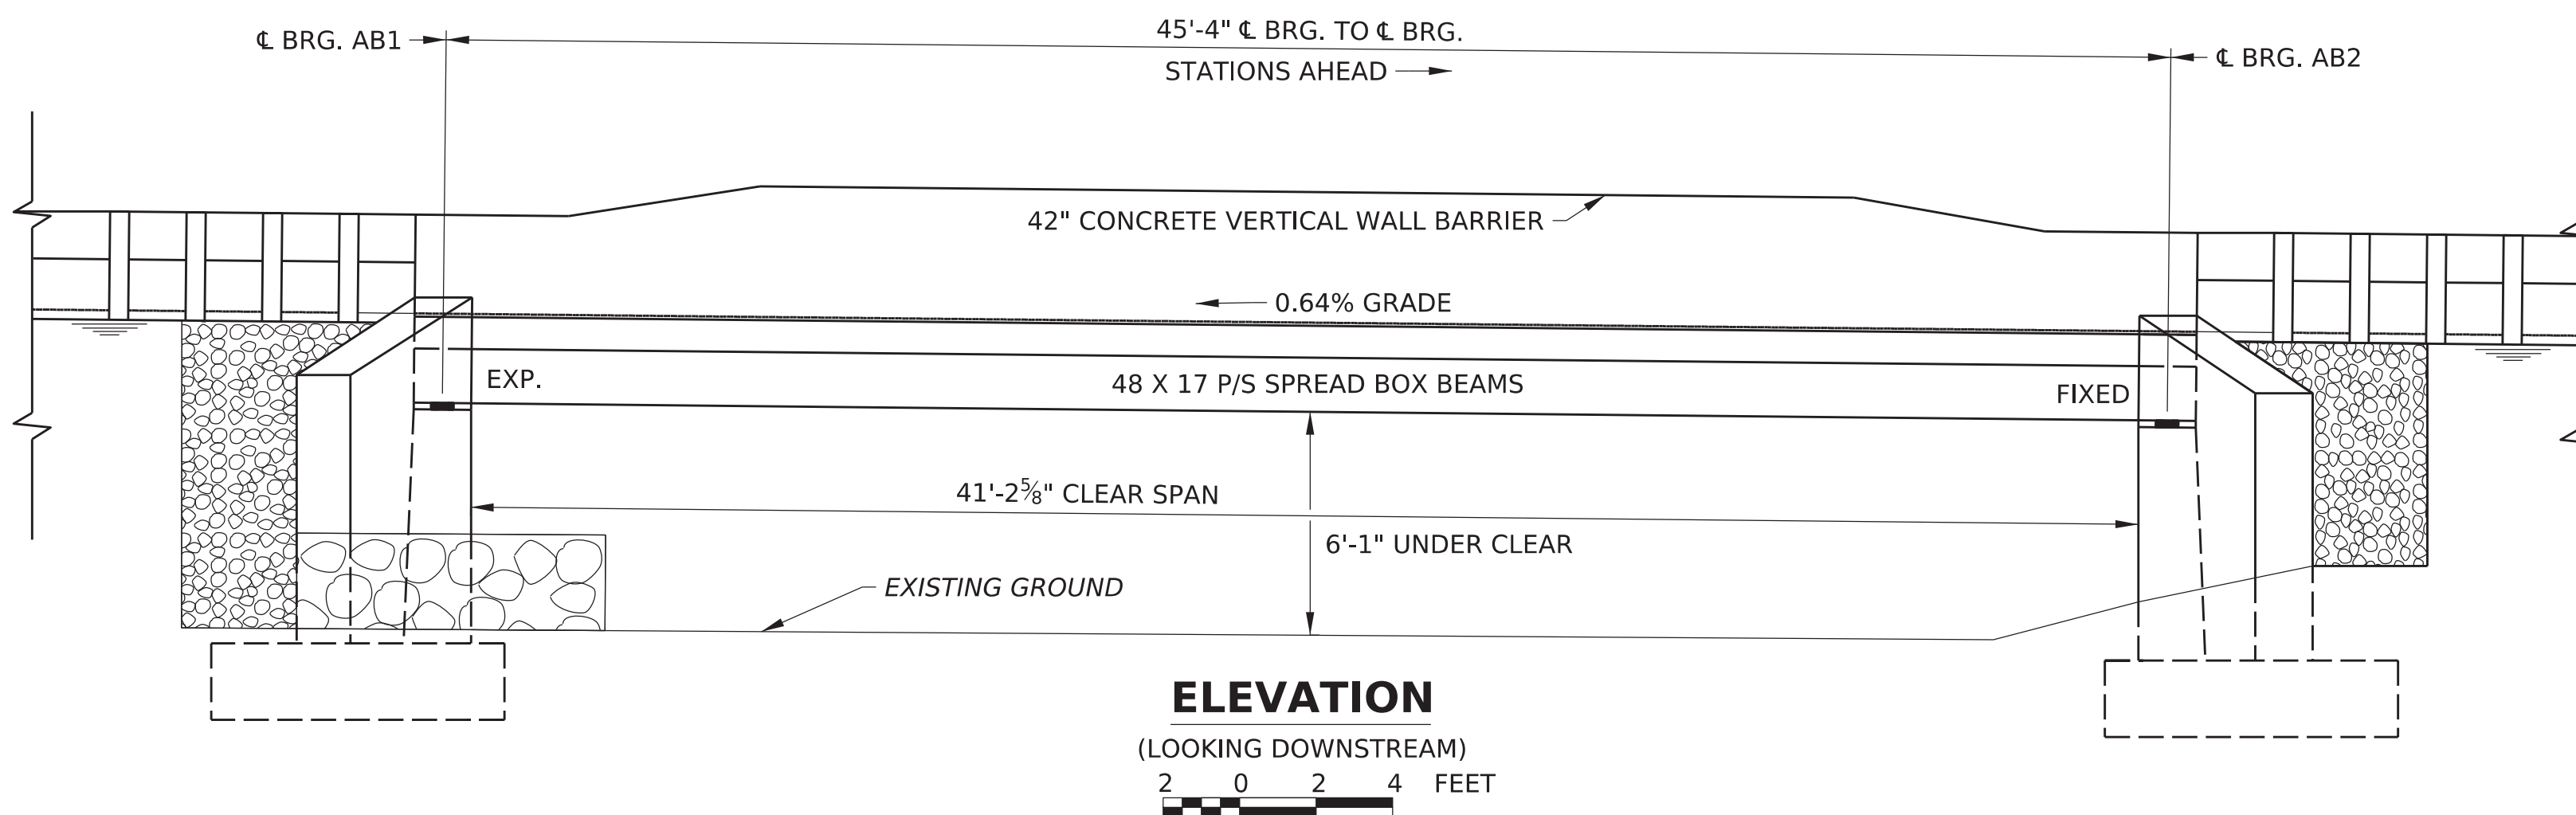 45'-4" ℄ BRG. TO ℄ BRG.
℄ BRG. AB1
℄ BRG. AB2
STATIONS AHEAD
42" CONCRETE VERTICAL WALL BARRIER
0.64% GRADE
EXP.
48 X 17 P/S SPREAD BOX BEAMS
FIXED
41'-2⅝" CLEAR SPAN
6'-1" UNDER CLEAR
EXISTING GROUND
ELEVATION
(LOOKING DOWNSTREAM)
2 0 2 4 FEET